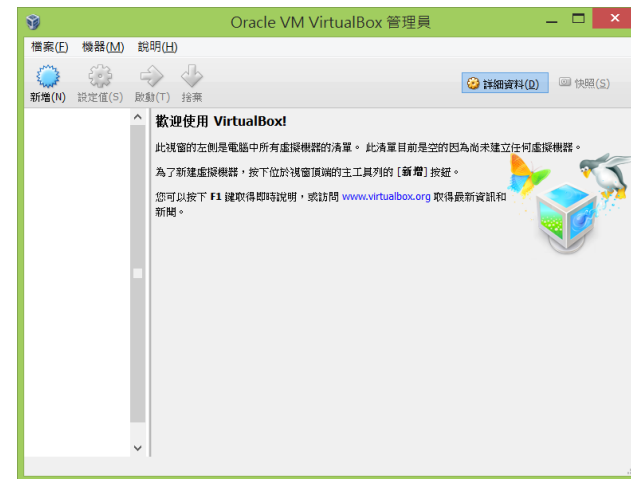 Oracle VM VirtualBox 管理員
檔案(F) 機器(M) 說明(H)
新增(N) 設定值(S) 啟動(T) 捨棄 詳細資料(D) 快照(S)
歡迎使用 VirtualBox!
此視窗的左側是電腦中所有虛擬機器的清單。 此清單目前是空的因為尚未建立任何虛擬機器。
為了新建虛擬機器，按下位於視窗頂端的主工具列的 [新增] 按鈕。
您可以按下 F1 鍵取得即時說明，或訪問 www.virtualbox.org 取得最新資訊和
新聞。